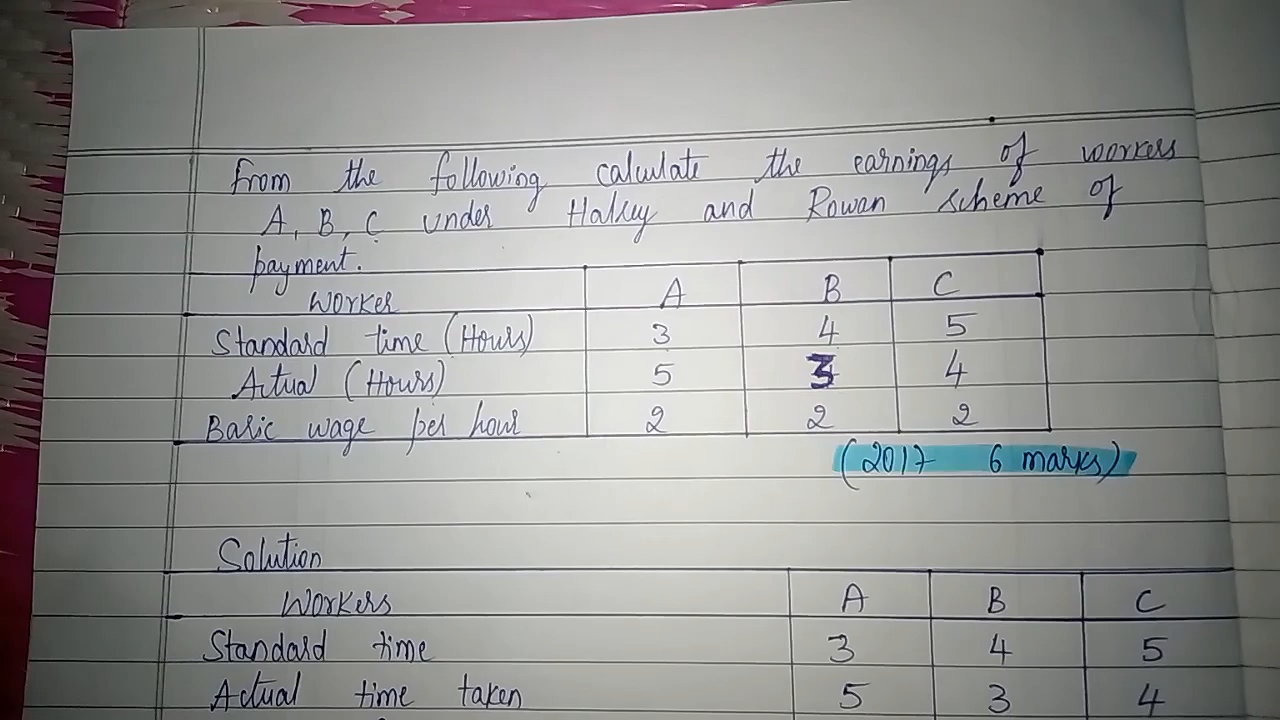 From the following calculate the earnings of workers
A, B, C under Halsey and Rowan scheme of
payment.
Worker A B C
Standard time (Hours) 3 4 5
Actual (Hours) 5 3 4
Basic wage per hour 2 2 2
(2017 6 marks)
Solution
Workers A B C
Standard time 3 4 5
Actual time taken 5 3 4